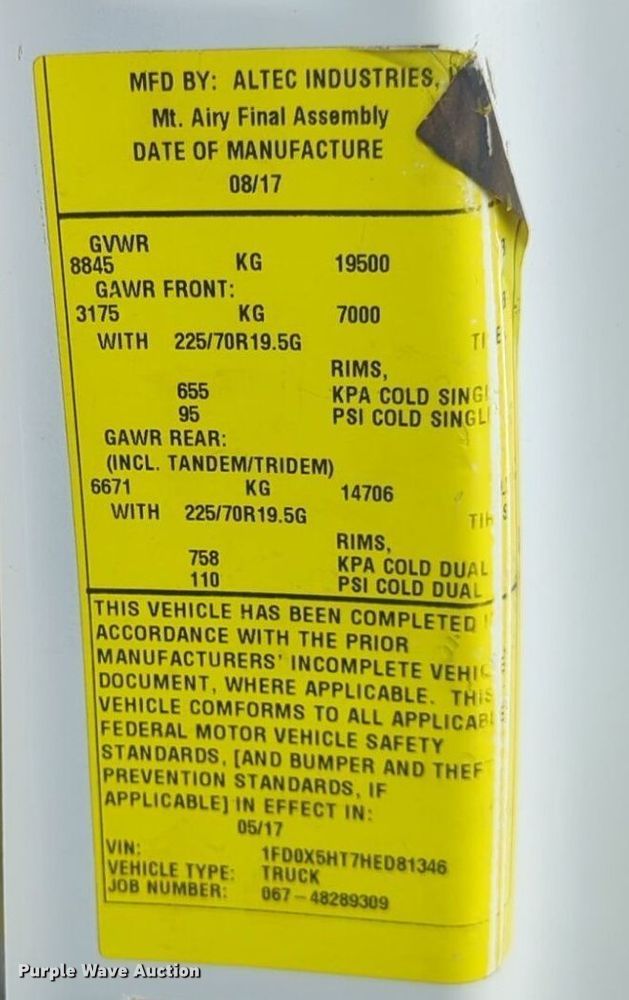 MFD BY: ALTEC INDUSTRIES,
Mt. Airy Final Assembly
DATE OF MANUFACTURE
08/17
GVWR
8845 KG 19500
GAWR FRONT:
3175 KG 7000
WITH 225/70R19.5G
RIMS,
655 KPA COLD
95 PSI COLD
GAWR REAR:
(INCL. TANDEM/TRIDEM)
6671 KG 14706
WITH 225/70R19.5G
RIMS,
758 KPA COLD DUAL
110 PSI COLD DUAL
THIS VEHICLE HAS BEEN COMPLETED
ACCORDANCE WITH THE PRIOR
MANUFACTURERS' INCOMPLETE
DOCUMENT, WHERE APPLICABLE. THIS
VEHICLE COMFORMS TO ALL
FEDERAL MOTOR VEHICLE SAFETY
STANDARDS, [AND BUMPER AND THEFT
PREVENTION STANDARDS, IF
APPLICABLE] IN EFFECT IN:
05/17
VIN: 1FD0X5HT7HED81346
VEHICLE TYPE: TRUCK
JOB NUMBER: 067-48289309
Purple Wave Auction